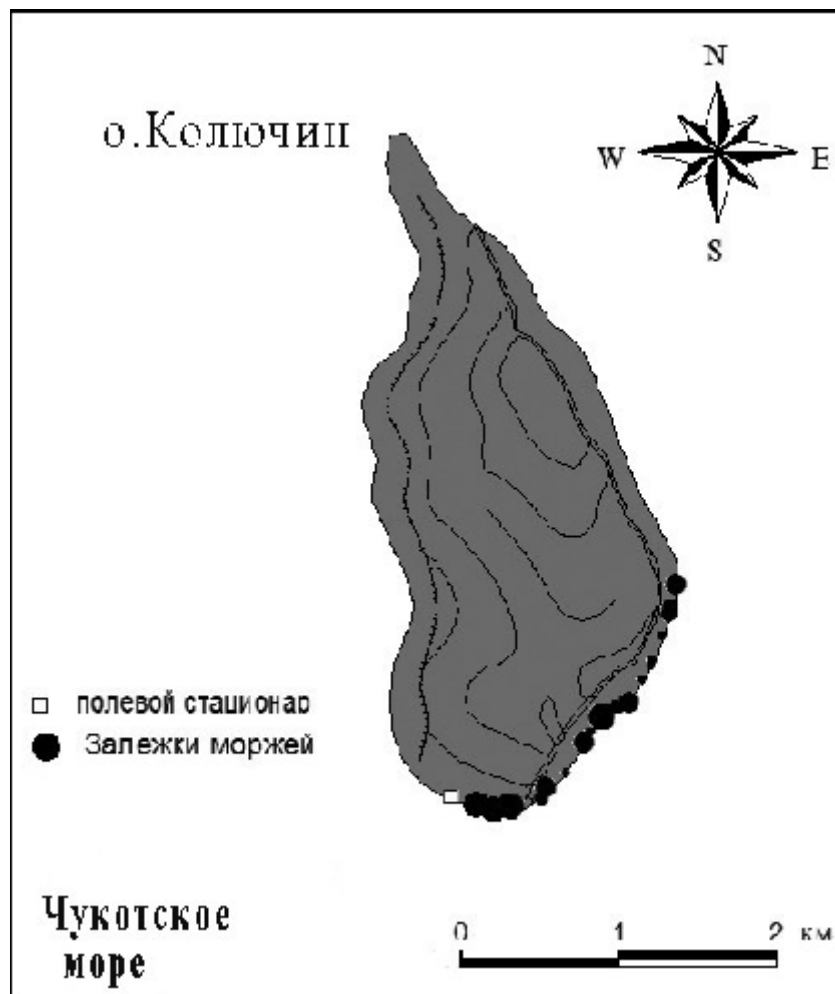 N
о.Колючин
W E
S
полевой стационар
Залежки моржей
Чукотское
море
0 1 2 км